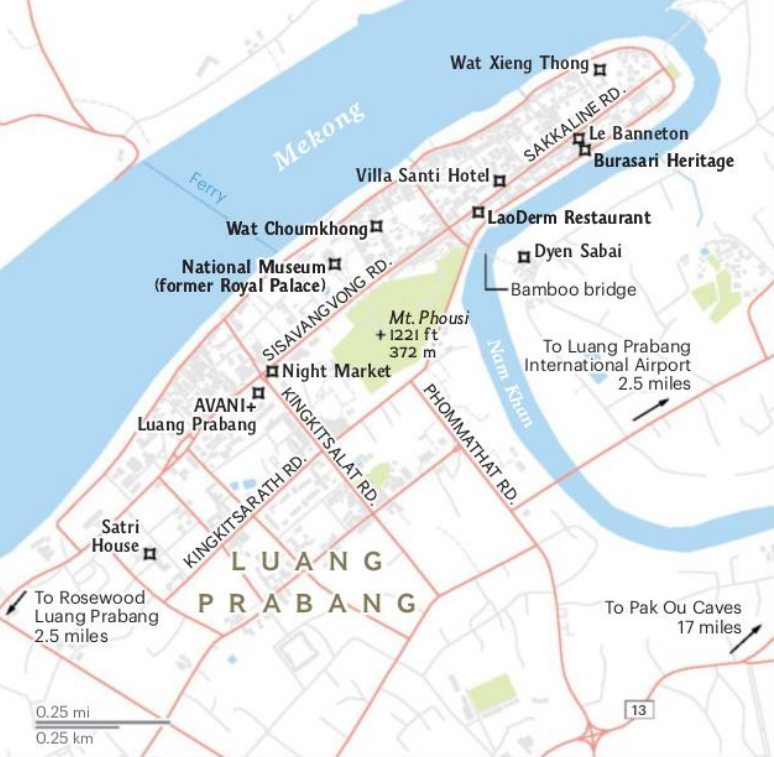 Wat Xieng Thong
SAKKALINE RD.
Mekong
Le Banneton
Burasari Heritage
Villa Santi Hotel
Ferry
LaoDerm Restaurant
Wat Choumkhong
Dyen Sabai
National Museum
(former Royal Palace)
Bamboo bridge
SISAVANGVONG RD.
Mt. Phousi
+1221 ft
372 m
Nam Khan
To Luang Prabang
International Airport
2.5 miles
Night Market
AVANI+
Luang Prabang
KINGKITSALAT RD.
PHOMMATHAT RD.
KINGKITSARATH RD.
Satri
House
LUANG
PRABANG
To Rosewood
Luang Prabang
2.5 miles
To Pak Ou Caves
17 miles
0.25 mi
0.25 km
13